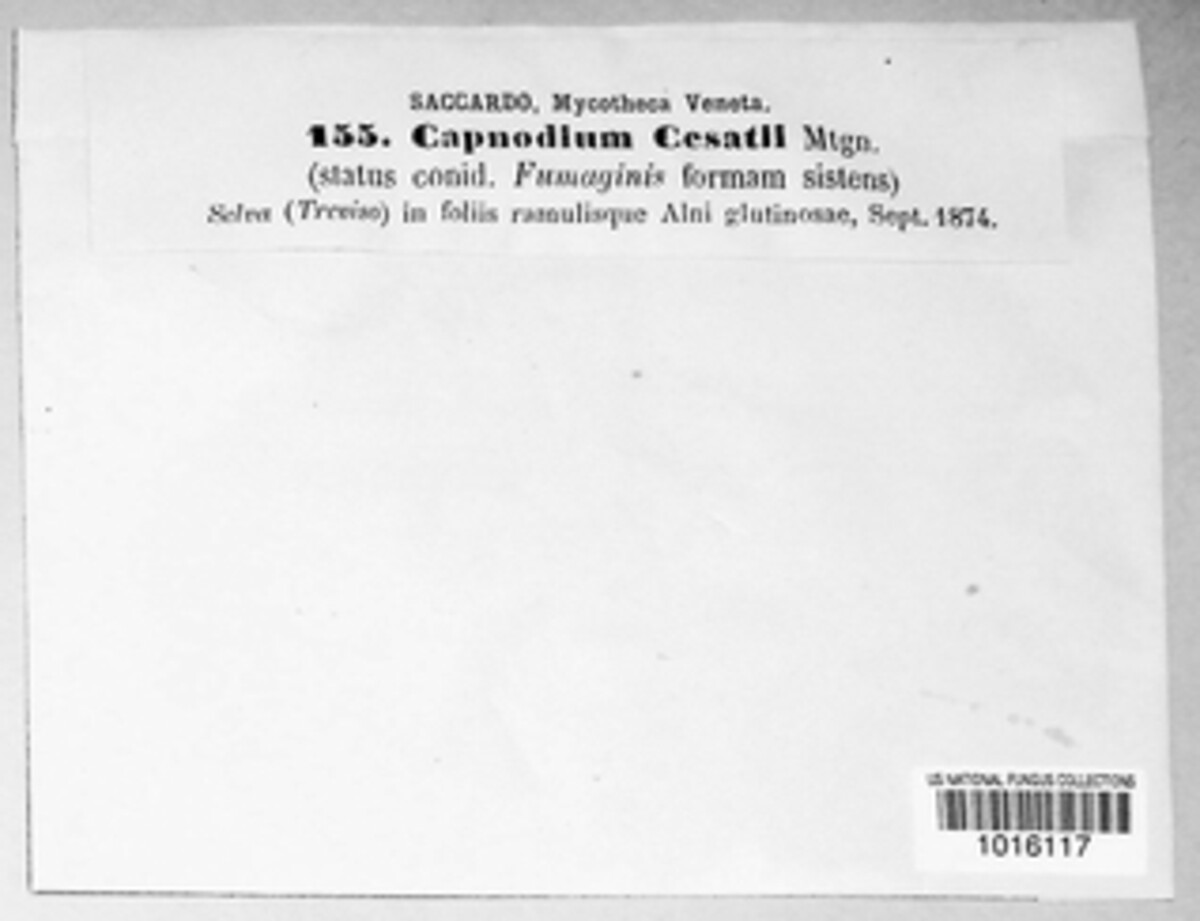 SACCARDO, Mycotheca Veneta.
155. Capnodium Cesatii Mtgn.
(status conid. Fumaginis formam sistens)
Selva (Treviso) in foliis ramulisque Alni glutinosae, Sept. 1874.
US NATIONAL FUNGUS COLLECTIONS
1016117